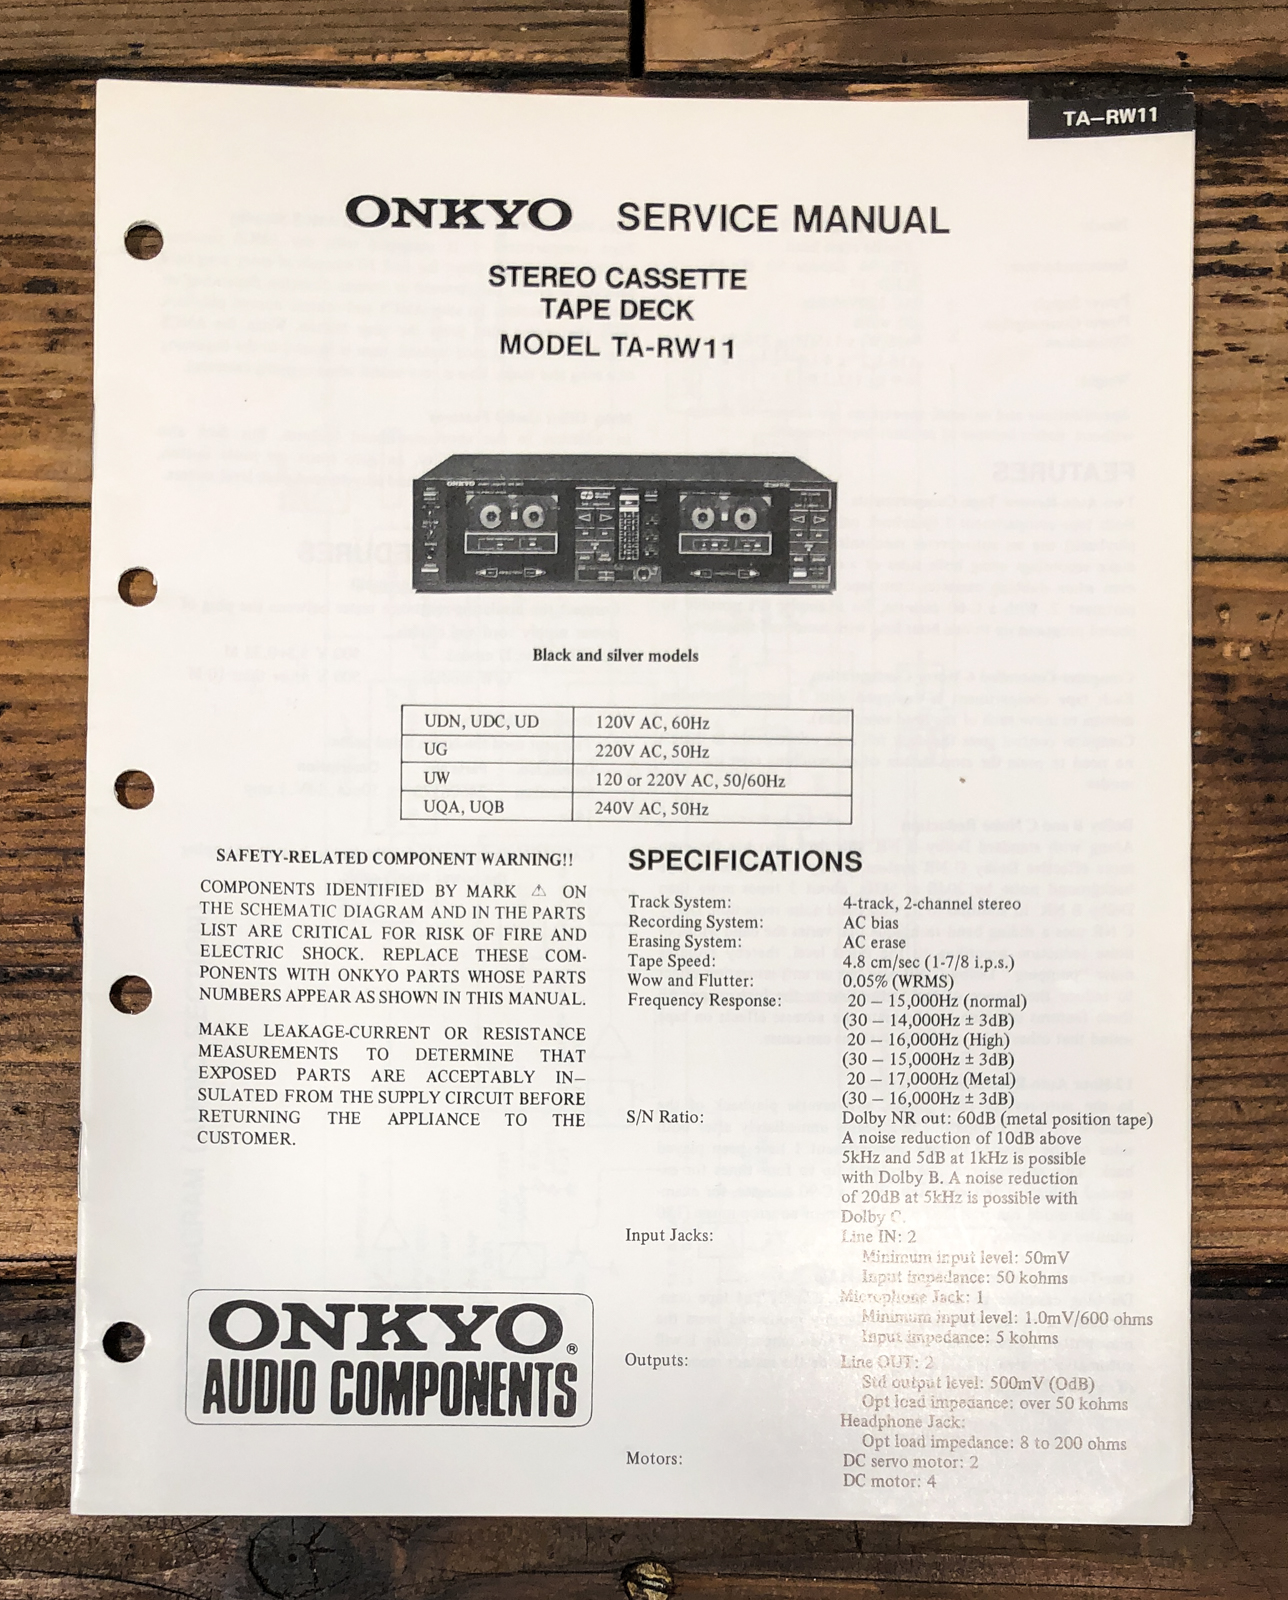 TA–RW11
ONKYO SERVICE MANUAL
STEREO CASSETTE
TAPE DECK
MODEL TA-RW11
ONKYO
Black and silver models
UDN, UDC, UD 120V AC, 60Hz
UG 220V AC, 50Hz
UW 120 or 220V AC, 50/60Hz
UQA, UQB 240V AC, 50Hz
SAFETY-RELATED COMPONENT WARNING!!
COMPONENTS IDENTIFIED BY MARK ⚠ ON
THE SCHEMATIC DIAGRAM AND IN THE PARTS
LIST ARE CRITICAL FOR RISK OF FIRE AND
ELECTRIC SHOCK. REPLACE THESE COM-
PONENTS WITH ONKYO PARTS WHOSE PARTS
NUMBERS APPEAR AS SHOWN IN THIS MANUAL.
MAKE LEAKAGE-CURRENT OR RESISTANCE
MEASUREMENTS TO DETERMINE THAT
EXPOSED PARTS ARE ACCEPTABLY IN–
SULATED FROM THE SUPPLY CIRCUIT BEFORE
RETURNING THE APPLIANCE TO THE
CUSTOMER.
ONKYO®
AUDIO COMPONENTS
SPECIFICATIONS
Track System: 4-track, 2-channel stereo
Recording System: AC bias
Erasing System: AC erase
Tape Speed: 4.8 cm/sec (1-7/8 i.p.s.)
Wow and Flutter: 0.05% (WRMS)
Frequency Response: 20 – 15,000Hz (normal)
(30 – 14,000Hz ± 3dB)
20 – 16,000Hz (High)
(30 – 15,000Hz ± 3dB)
20 – 17,000Hz (Metal)
(30 – 16,000Hz ± 3dB)
S/N Ratio: Dolby NR out: 60dB (metal position tape)
A noise reduction of 10dB above
5kHz and 5dB at 1kHz is possible
with Dolby B. A noise reduction
of 20dB at 5kHz is possible with
Dolby C.
Input Jacks: Line IN: 2
Minimum input level: 50mV
Input impedance: 50 kohms
Microphone Jack: 1
Minimum input level: 1.0mV/600 ohms
Input impedance: 5 kohms
Outputs: Line OUT: 2
Std output level: 500mV (OdB)
Opt load impedance: over 50 kohms
Headphone Jack:
Opt load impedance: 8 to 200 ohms
Motors: DC servo motor: 2
DC motor: 4